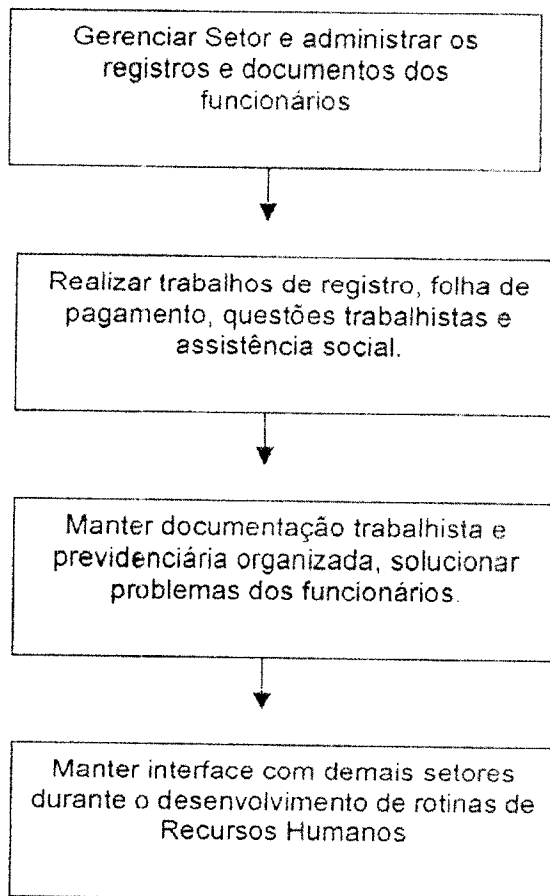 Gerenciar Setor e administrar os
registros e documentos dos
funcionários
Realizar trabalhos de registro, folha de
pagamento, questões trabalhistas e
assistência social.
Manter documentação trabalhista e
previdenciária organizada, solucionar
problemas dos funcionários.
Manter interface com demais setores
durante o desenvolvimento de rotinas de
Recursos Humanos